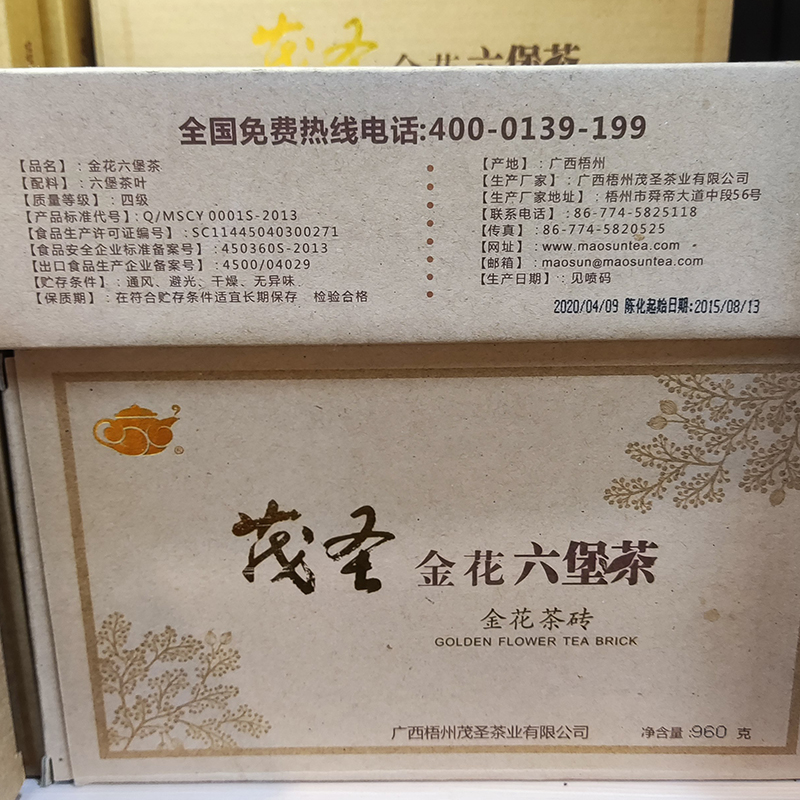 茂圣 金花六堡茶
全国免费热线电话:400-0139-199
【品名】:金花六堡茶
【配料】:六堡茶叶
【质量等级】:四级
【产品标准代号】:Q/MSCY 0001S-2013
【食品生产许可证编号】:SC11445040300271
【食品安全企业标准备案号】:450360S-2013
【出口食品生产企业备案号】:4500/04029
【贮存条件】:通风、避光、干燥、无异味
【保质期】:在符合贮存条件适宜长期保存 检验合格
【产地】:广西梧州
【生产厂家】:广西梧州茂圣茶业有限公司
【生产厂家地址】:梧州市舜帝大道中段56号
【联系电话】:86-774-5825118
【传真】:86-774-5820525
【网址】:www.maosuntea.com
【邮箱】:maosun@maosuntea.com
【生产日期】:见喷码
2020/04/09 陈化起始日期:2015/08/13
茂圣 金花六堡茶
金花茶砖
GOLDEN FLOWER TEA BRICK
广西梧州茂圣茶业有限公司 净含量:960 克